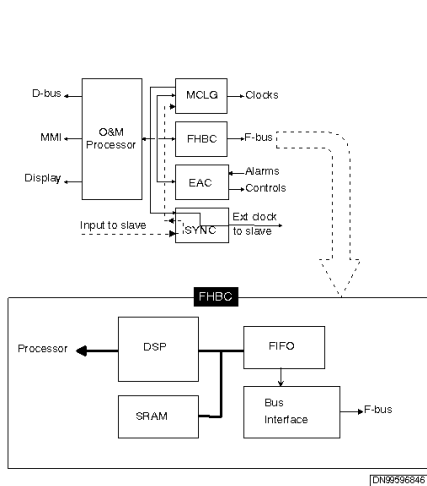 D-bus
MMI
Display
O&M
Processor
MCLG
Clocks
FHBC
F-bus
EAC
Alarms
Controls
Input to slave
SYNC
Ext clock
to slave
FHBC
Processor
DSP
FIFO
SRAM
Bus
Interface
F-bus
DN99596846